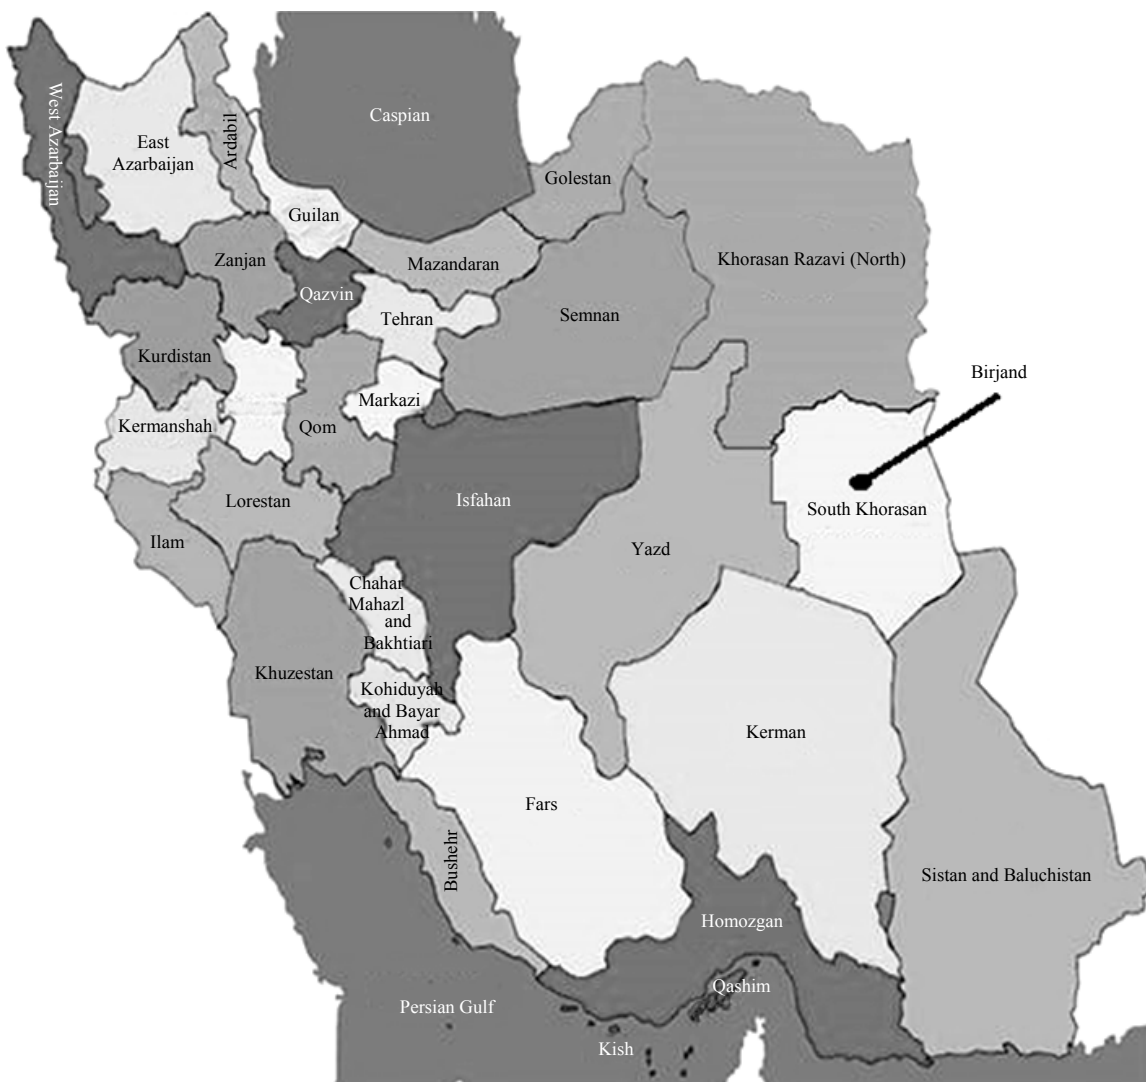 Caspian
West Azarbaijan
East
Azarbaijan
Ardabil
Golestan
Guilan
Zanjan
Mazandaran
Khorasan Razavi (North)
Qazvin
Tehran
Semnan
Kurdistan
Birjand
Markazi
Kermanshah
Qom
Lorestan
Isfahan
South Khorasan
Ilam
Yazd
Chahar
Mahazl
and
Bakhtiari
Khuzestan
Kohiduyah
and Bayar
Ahmad
Kerman
Fars
Bushehr
Sistan and Baluchistan
Homozgan
Qashim
Persian Gulf
Kish